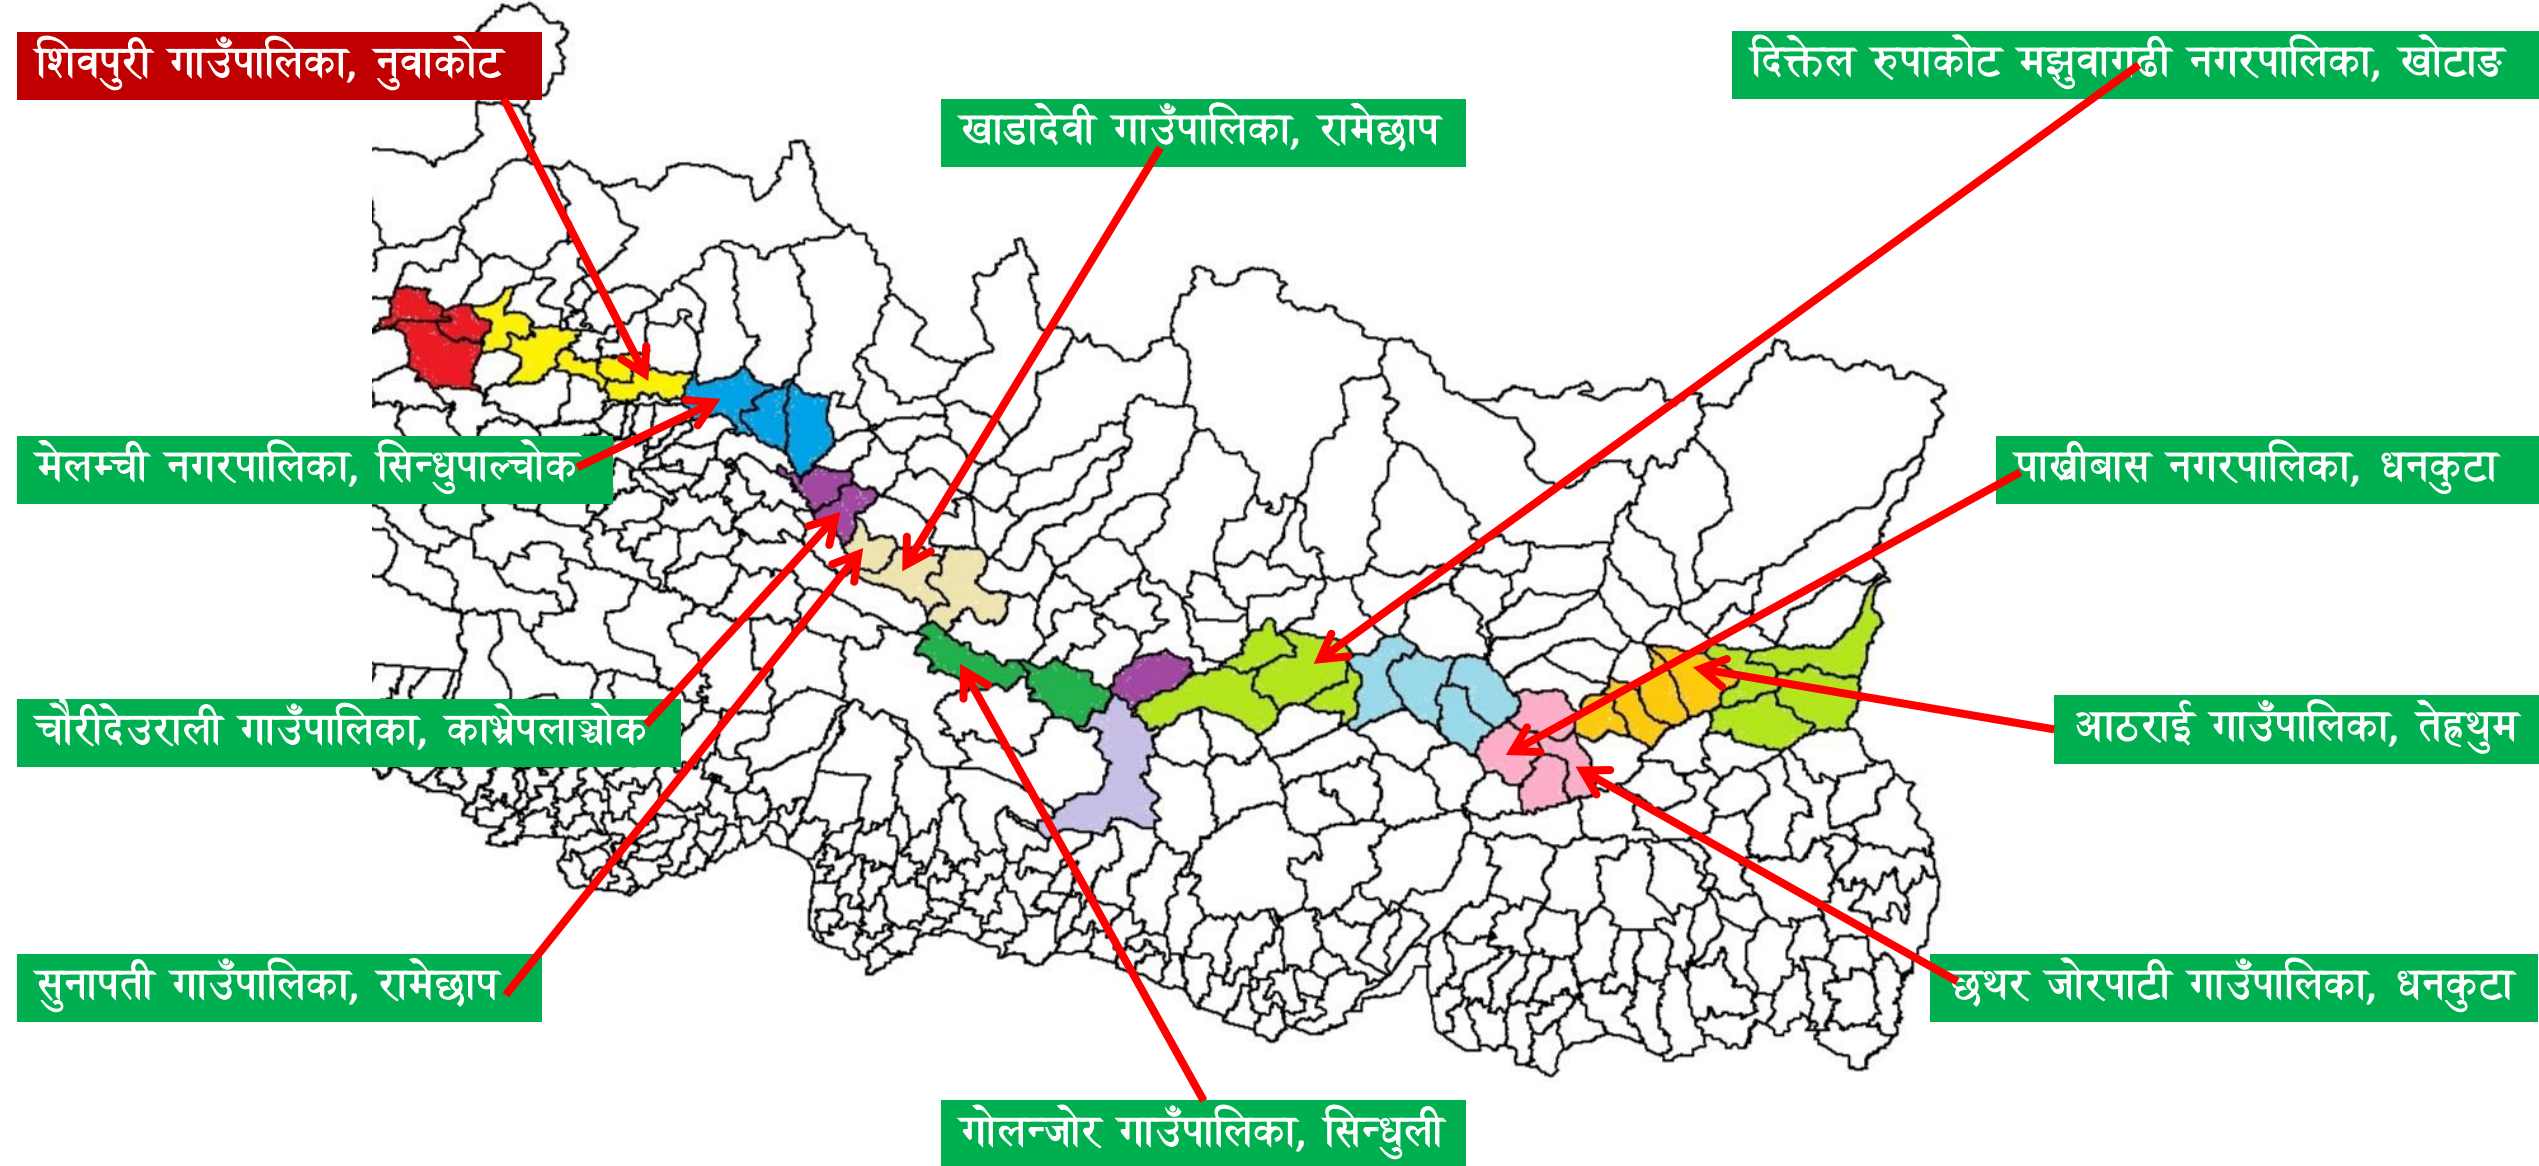 शिवपुरी गाउँपालिका, नुवाकोट
दिक्तेल रुपाकोट मझुवागढी नगरपालिका, खोटाङ
खाडादेवी गाउँपालिका, रामेछाप
मेलम्ची नगरपालिका, सिन्धुपाल्चोक
पाख्रीबास नगरपालिका, धनकुटा
चौरीदेउराली गाउँपालिका, काभ्रेपलाञ्चोक
आठराई गाउँपालिका, तेह्रथुम
सुनापती गाउँपालिका, रामेछाप
छथर जोरपाटी गाउँपालिका, धनकुटा
गोलन्जोर गाउँपालिका, सिन्धुली